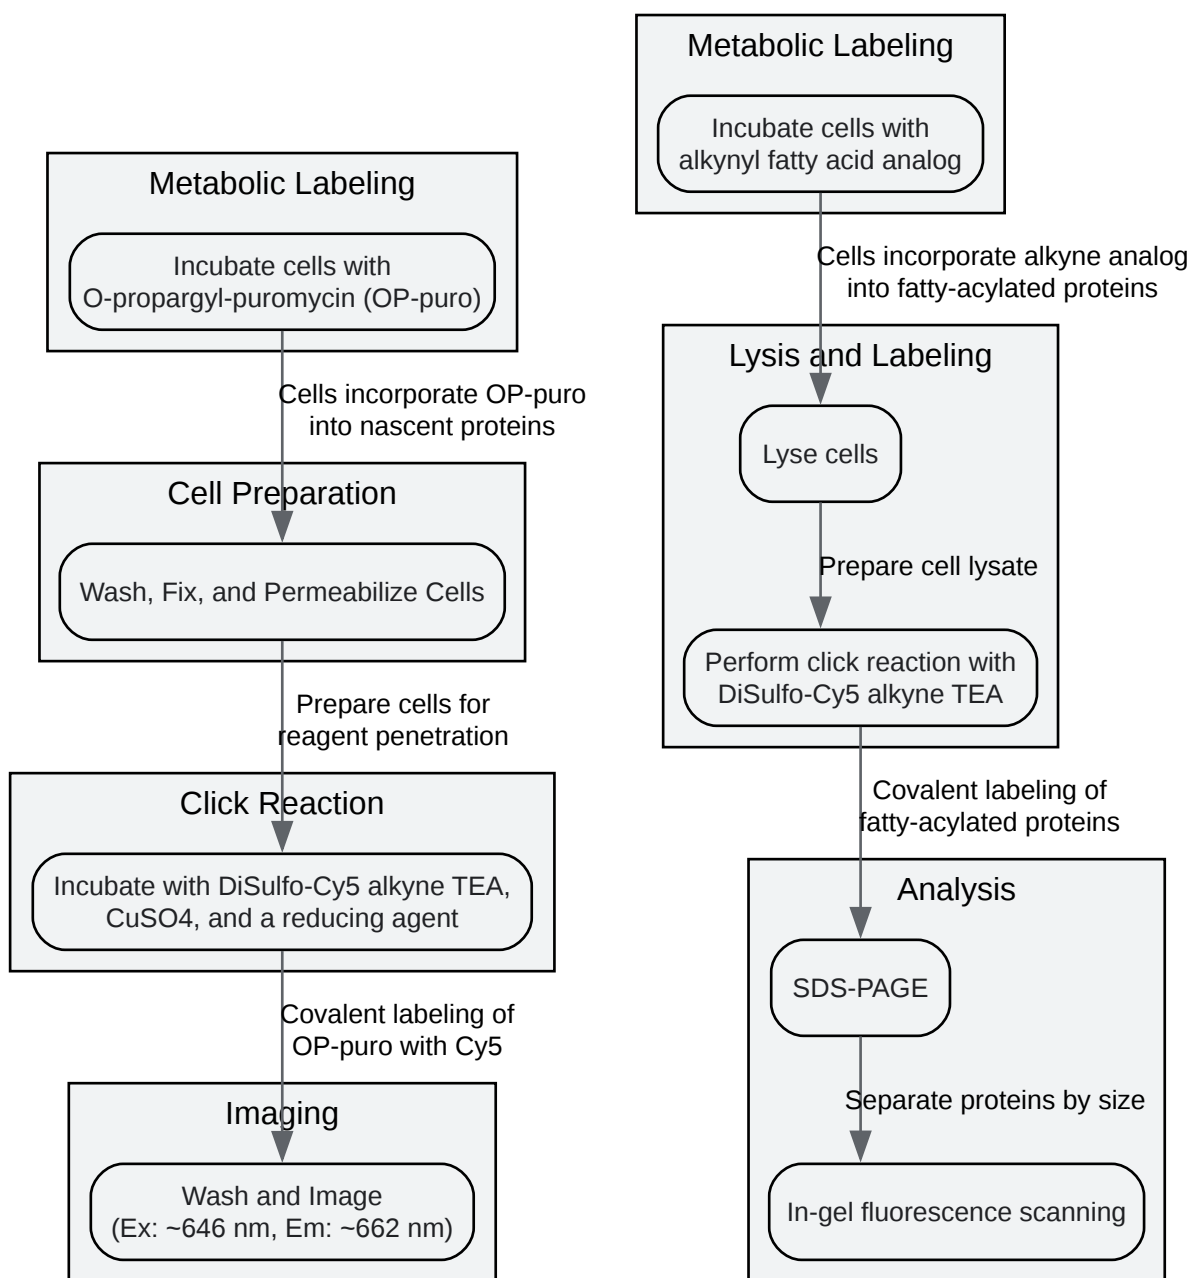 Metabolic Labeling
Incubate cells with
O-propargyl-puromycin (OP-puro)
Cells incorporate OP-puro
into nascent proteins
Cell Preparation
Wash, Fix, and Permeabilize Cells
Prepare cells for
reagent penetration
Click Reaction
Incubate with DiSulfo-Cy5 alkyne TEA,
CuSO4, and a reducing agent
Covalent labeling of
OP-puro with Cy5
Imaging
Wash and Image
(Ex: ~646 nm, Em: ~662 nm)
Metabolic Labeling
Incubate cells with
alkynyl fatty acid analog
Cells incorporate alkyne analog
into fatty-acylated proteins
Lysis and Labeling
Lyse cells
Prepare cell lysate
Perform click reaction with
DiSulfo-Cy5 alkyne TEA
Covalent labeling of
fatty-acylated proteins
Analysis
SDS-PAGE
Separate proteins by size
In-gel fluorescence scanning